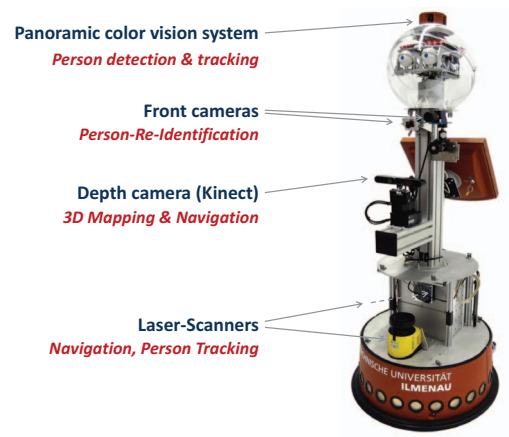 Panoramic color vision system
Person detection & tracking
Front cameras
Person-Re-Identification
Depth camera (Kinect)
3D Mapping & Navigation
Laser-Scanners
Navigation, Person Tracking
UNIVERSITÄT
ILMENAU